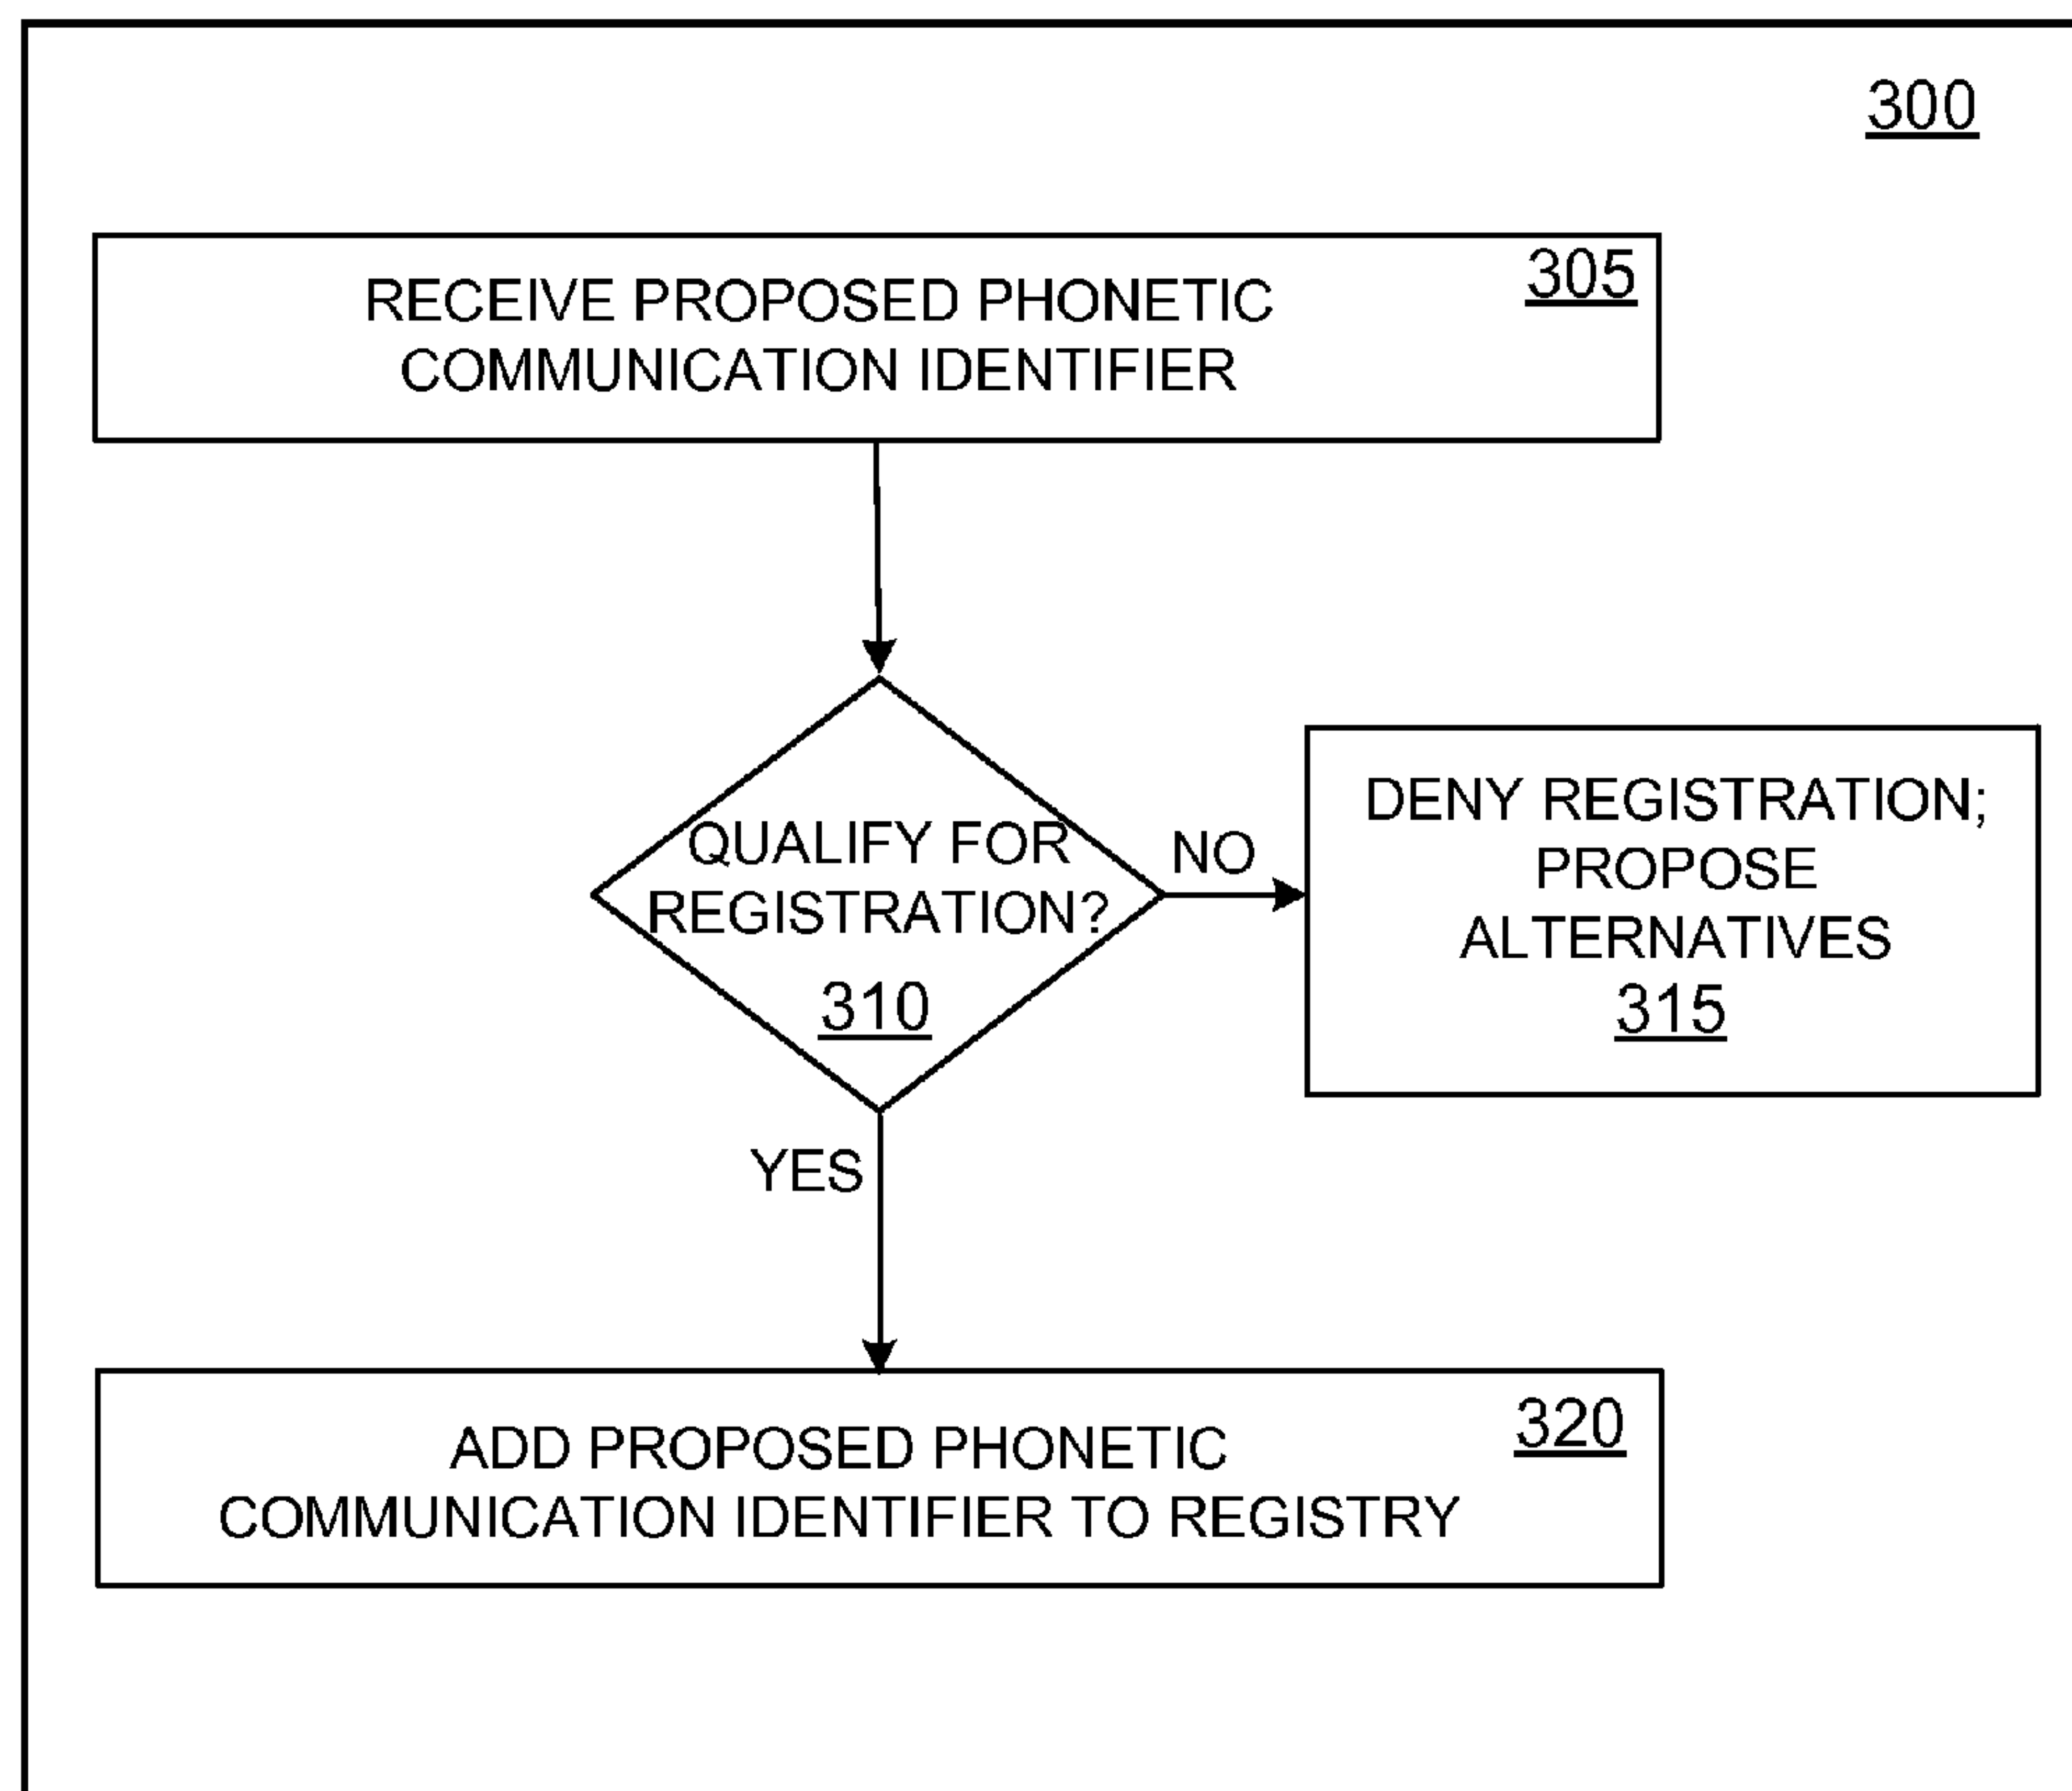 300
305
RECEIVE PROPOSED PHONETIC
COMMUNICATION IDENTIFIER
QUALIFY FOR
REGISTRATION?
310
NO
DENY REGISTRATION;
PROPOSE
ALTERNATIVES
315
YES
320
ADD PROPOSED PHONETIC
COMMUNICATION IDENTIFIER TO REGISTRY